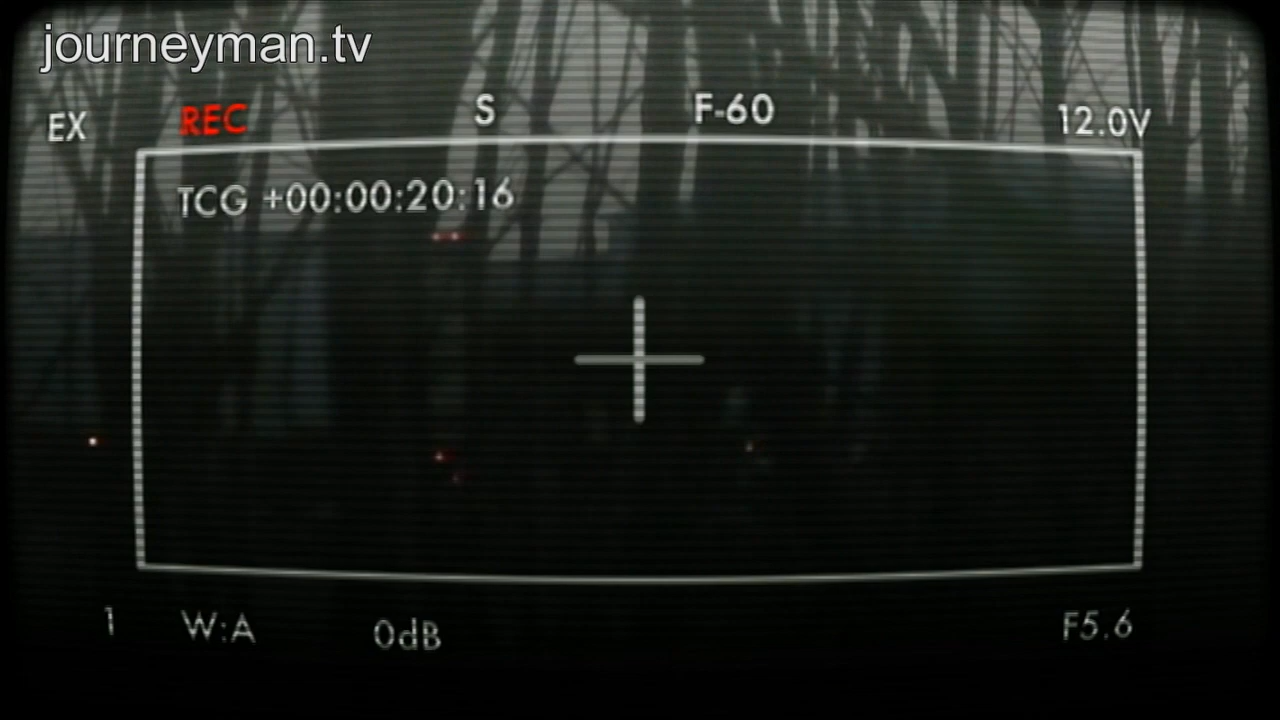 journeyman.tv
EX REC S F-60 12.0V
TCG +00:00:20:16
1 W:A 0dB F5.6